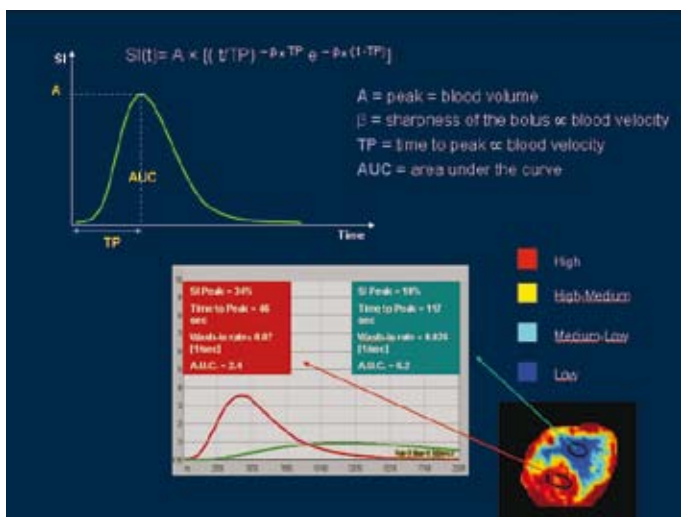 SI(t)= A × [( t/TP) -β x TP e -β x (1-TP)]
SI
A
AUC
Time
TP
A = peak = blood volume
β = sharpness of the bolus ∝ blood velocity
TP = time to peak ∝ blood velocity
AUC = area under the curve
SI Peak = 34%
Time to Peak = 46
sec
Wash-in rate= 0.07
[1/sec]
A.U.C. = 2.4
SI Peak = 10%
Time to Peak = 117
sec
Wash-in rate = 0.026
[1/sec]
A.U.C. = 0.2
High
High-Medium
Medium-Low
Low